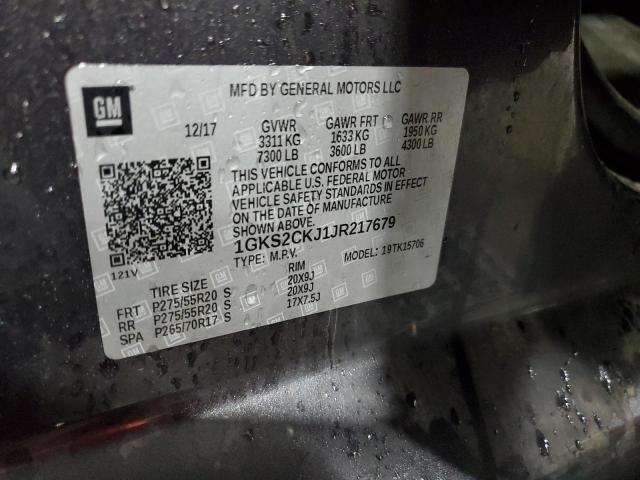 GM
MFD BY GENERAL MOTORS LLC
12/17 GVWR GAWR FRT GAWR RR
3311 KG 1633 KG 1950 KG
7300 LB 3600 LB 4300 LB
THIS VEHICLE CONFORMS TO ALL
APPLICABLE U.S. FEDERAL MOTOR
VEHICLE SAFETY STANDARDS IN EFFECT
ON THE DATE OF MANUFACTURE
SHOWN ABOVE.
1GKS2CKJ1JR217679
121V TYPE: M.P.V. MODEL: 19TK15706
TIRE SIZE RIM
FRT P275/55R20 S 20X9J
RR P275/55R20 S 20X9J
SPA P265/70R17 S 17X7.5J